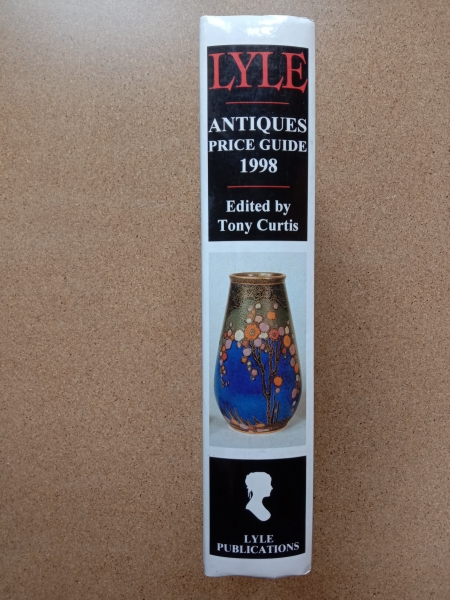 LYLE
ANTIQUES
PRICE GUIDE
1998
Edited by
Tony Curtis
LYLE
PUBLICATIONS